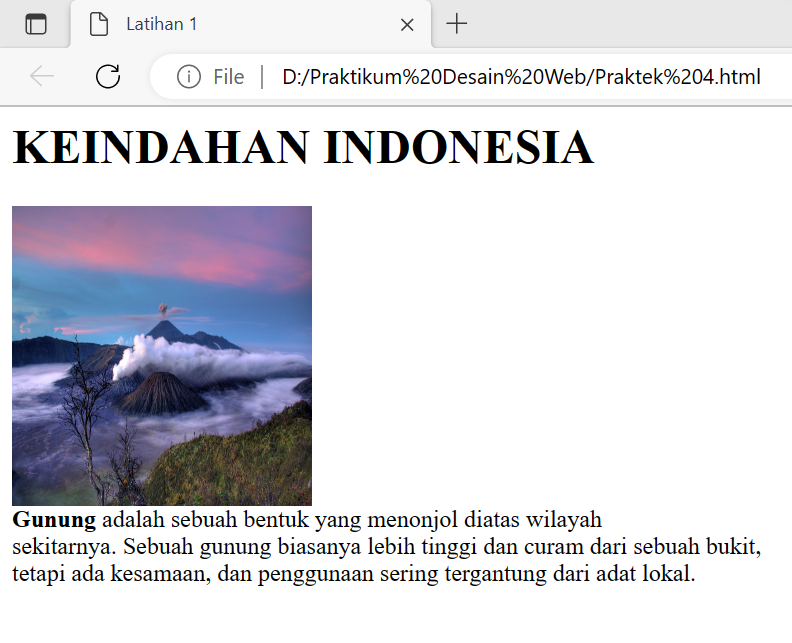 Latihan 1
File | D:/Praktikum%20Desain%20Web/Praktek%204.html
KEINDAHAN INDONESIA
Gunung adalah sebuah bentuk yang menonjol diatas wilayah
sekitarnya. Sebuah gunung biasanya lebih tinggi dan curam dari sebuah bukit,
tetapi ada kesamaan, dan penggunaan sering tergantung dari adat lokal.